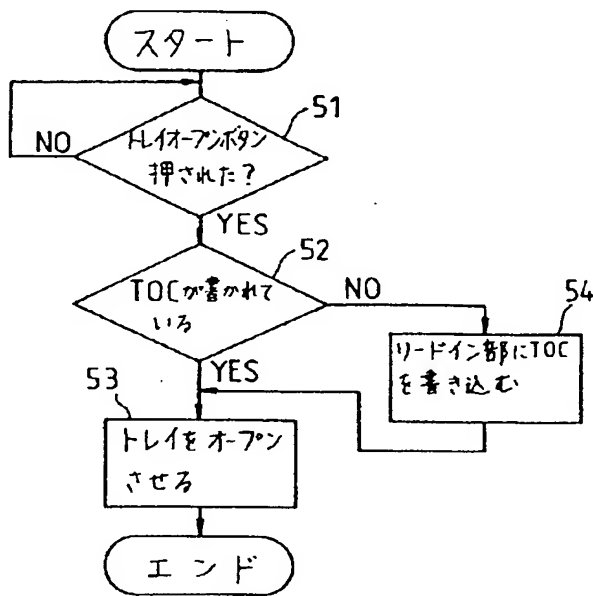 スタート
51
NO
トレイオープンボタン
押された?
YES
52
TOCが書かれて
いる
NO
54
リードイン部にTOC
を書き込む
YES
53
トレイをオープン
させる
エンド